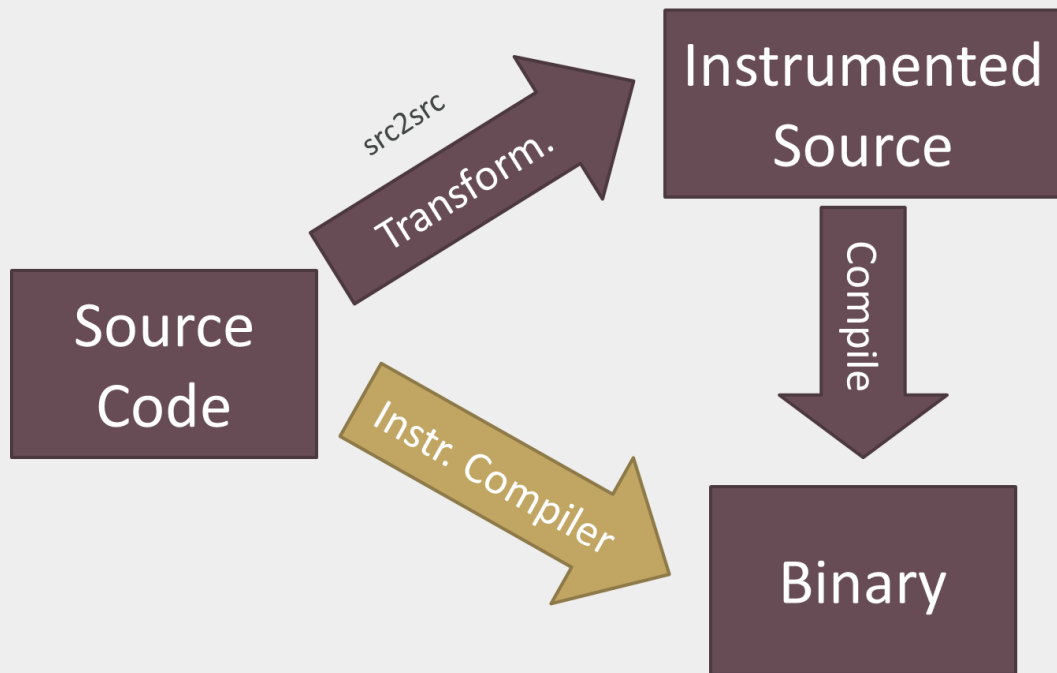 Instrumented
Source
src2src
Transform.
Compile
Source
Code
Instr. Compiler
Binary